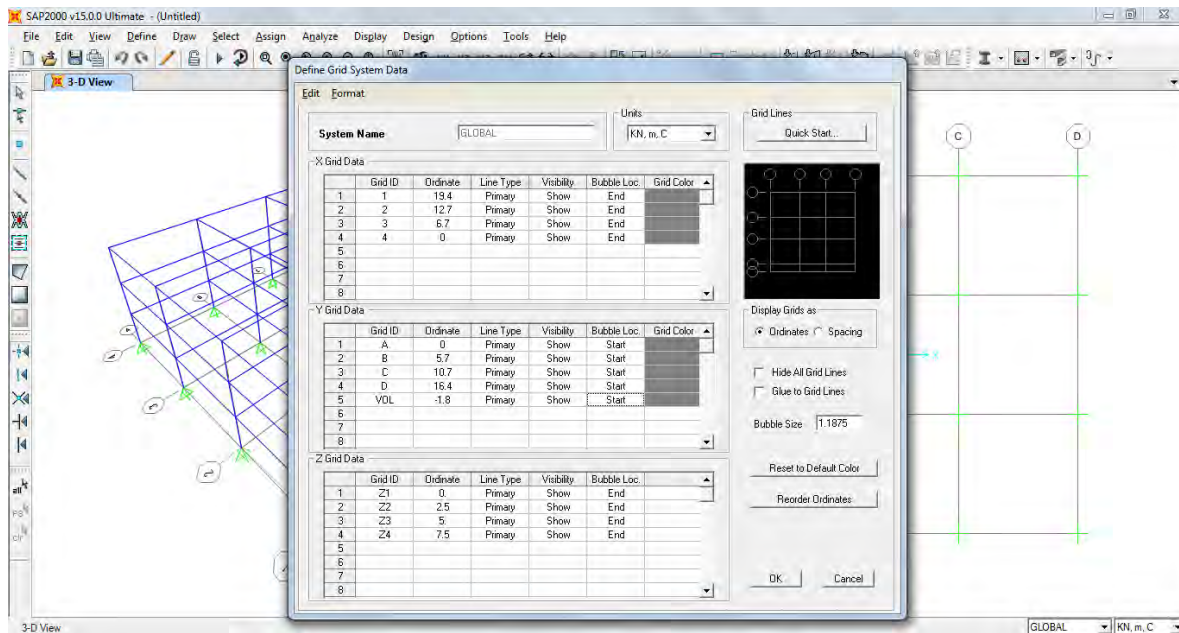 SAP2000 v15.0.0 Ultimate - (Untitled)
File Edit View Define Draw Select Assign Analyze Display Design Options Tools Help
3-D View
Define Grid System Data
Edit Format
System Name GLOBAL
Units
KN, m, C
Grid Lines
Quick Start...
X Grid Data
Grid ID Ordinate Line Type Visibility Bubble Loc. Grid Color
1 1 19.4 Primary Show End
2 2 12.7 Primary Show End
3 3 6.7 Primary Show End
4 4 0 Primary Show End
5
6
7
8
Y Grid Data
Grid ID Ordinate Line Type Visibility Bubble Loc. Grid Color
1 A 0 Primary Show Start
2 B 5.7 Primary Show Start
3 C 10.7 Primary Show Start
4 D 16.4 Primary Show Start
5 VOL -1.8 Primary Show Start
6
7
8
Z Grid Data
Grid ID Ordinate Line Type Visibility Bubble Loc.
1 Z1 0. Primary Show End
2 Z2 2.5 Primary Show End
3 Z3 5. Primary Show End
4 Z4 7.5 Primary Show End
5
6
7
8
Display Grids as
Ordinates Spacing
Hide All Grid Lines
Glue to Grid Lines
Bubble Size 1.1875
Reset to Default Color
Reorder Ordinates
OK Cancel
C D
X
all
PS
clr
3-D View
GLOBAL KN, m, C